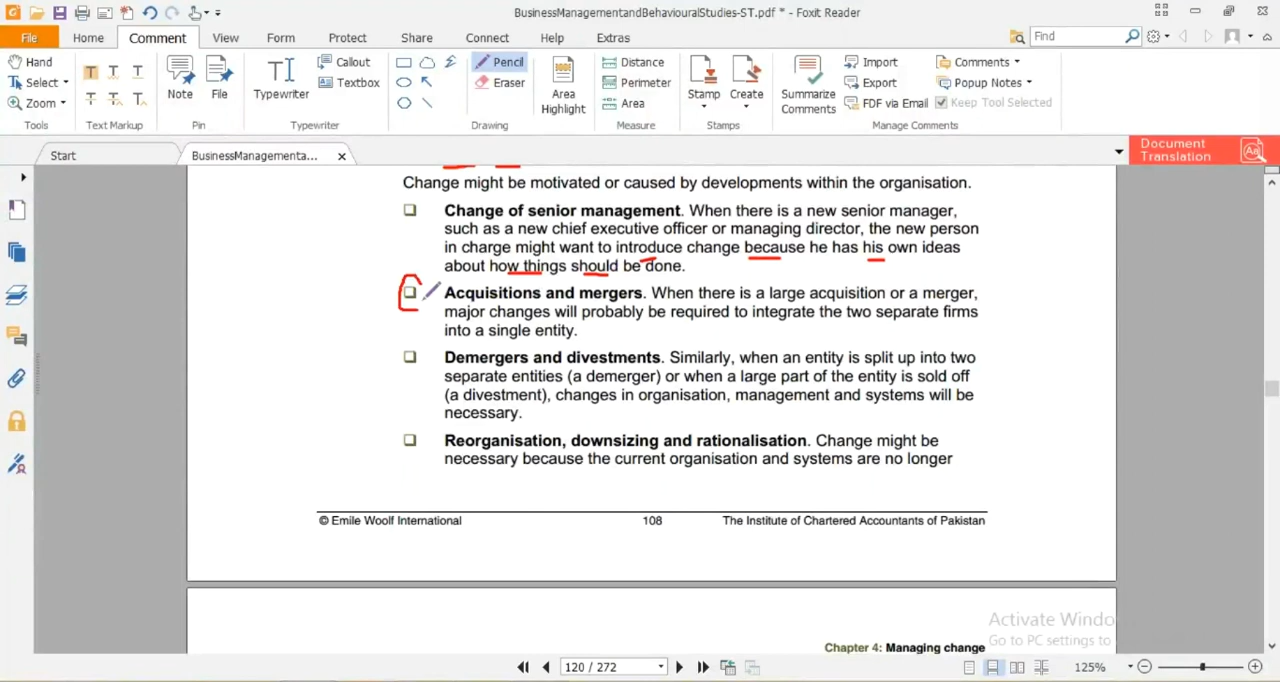 BusinessManagementandBehaviouralStudies-ST.pdf * - Foxit Reader
File Home Comment View Form Protect Share Connect Help Extras Find
Hand Callout Pencil Distance Import Comments
Select Textbox Eraser Perimeter Export Popup Notes
Zoom Note File Typewriter Area Highlight Area Stamp Create Summarize Comments FDF via Email Keep Tool Selected
Tools Text Markup Pin Typewriter Drawing Measure Stamps Manage Comments
Start BusinessManagementa... Document Translation
Change might be motivated or caused by developments within the organisation.
Change of senior management. When there is a new senior manager,
such as a new chief executive officer or managing director, the new person
in charge might want to introduce change because he has his own ideas
about how things should be done.
Acquisitions and mergers. When there is a large acquisition or a merger,
major changes will probably be required to integrate the two separate firms
into a single entity.
Demergers and divestments. Similarly, when an entity is split up into two
separate entities (a demerger) or when a large part of the entity is sold off
(a divestment), changes in organisation, management and systems will be
necessary.
Reorganisation, downsizing and rationalisation. Change might be
necessary because the current organisation and systems are no longer
© Emile Woolf International 108 The Institute of Chartered Accountants of Pakistan
Activate Windo
Go to PC settings to
Chapter 4: Managing change
120 / 272 125%